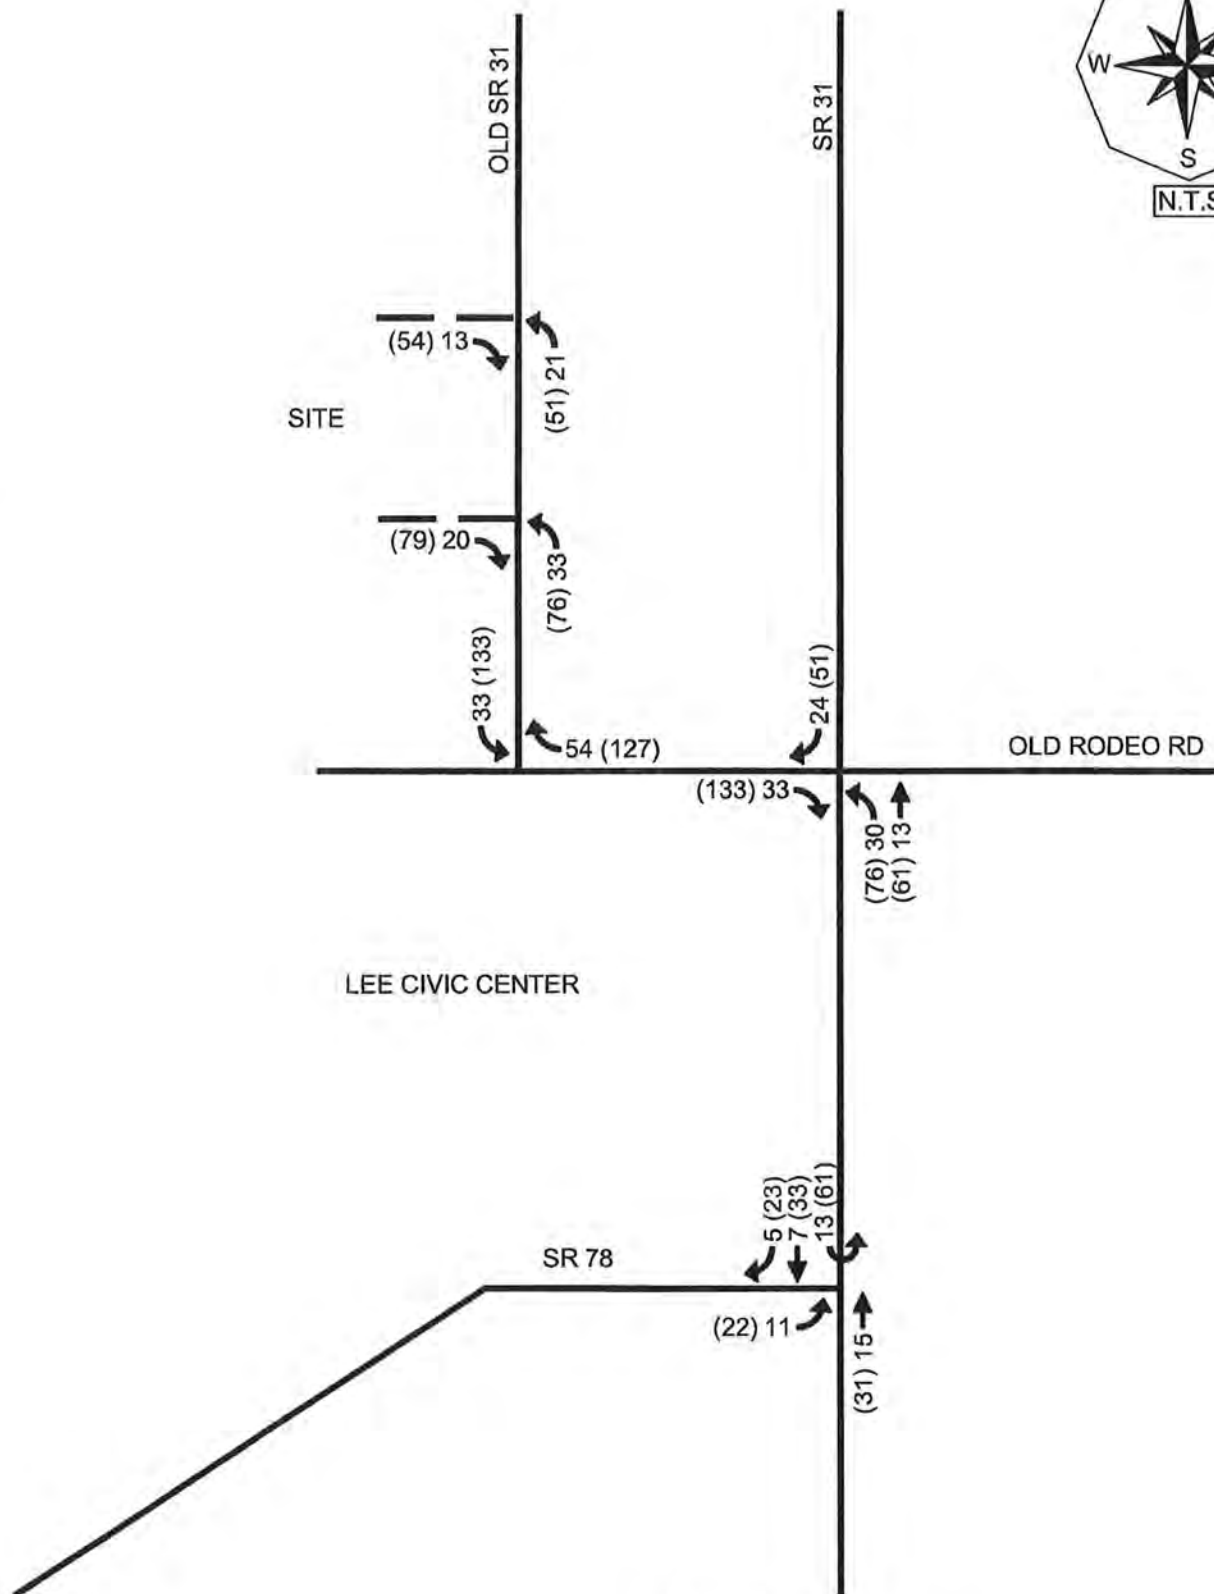 OLD SR 31
SR 31
W
S
N.T.S
(54) 13
(51) 21
SITE
(79) 20
(76) 33
33 (133)
54 (127)
24 (51)
OLD RODEO RD
(133) 33
(76) 30
(61) 13
LEE CIVIC CENTER
5 (23)
7 (33)
13 (61)
SR 78
(22) 11
(31) 15